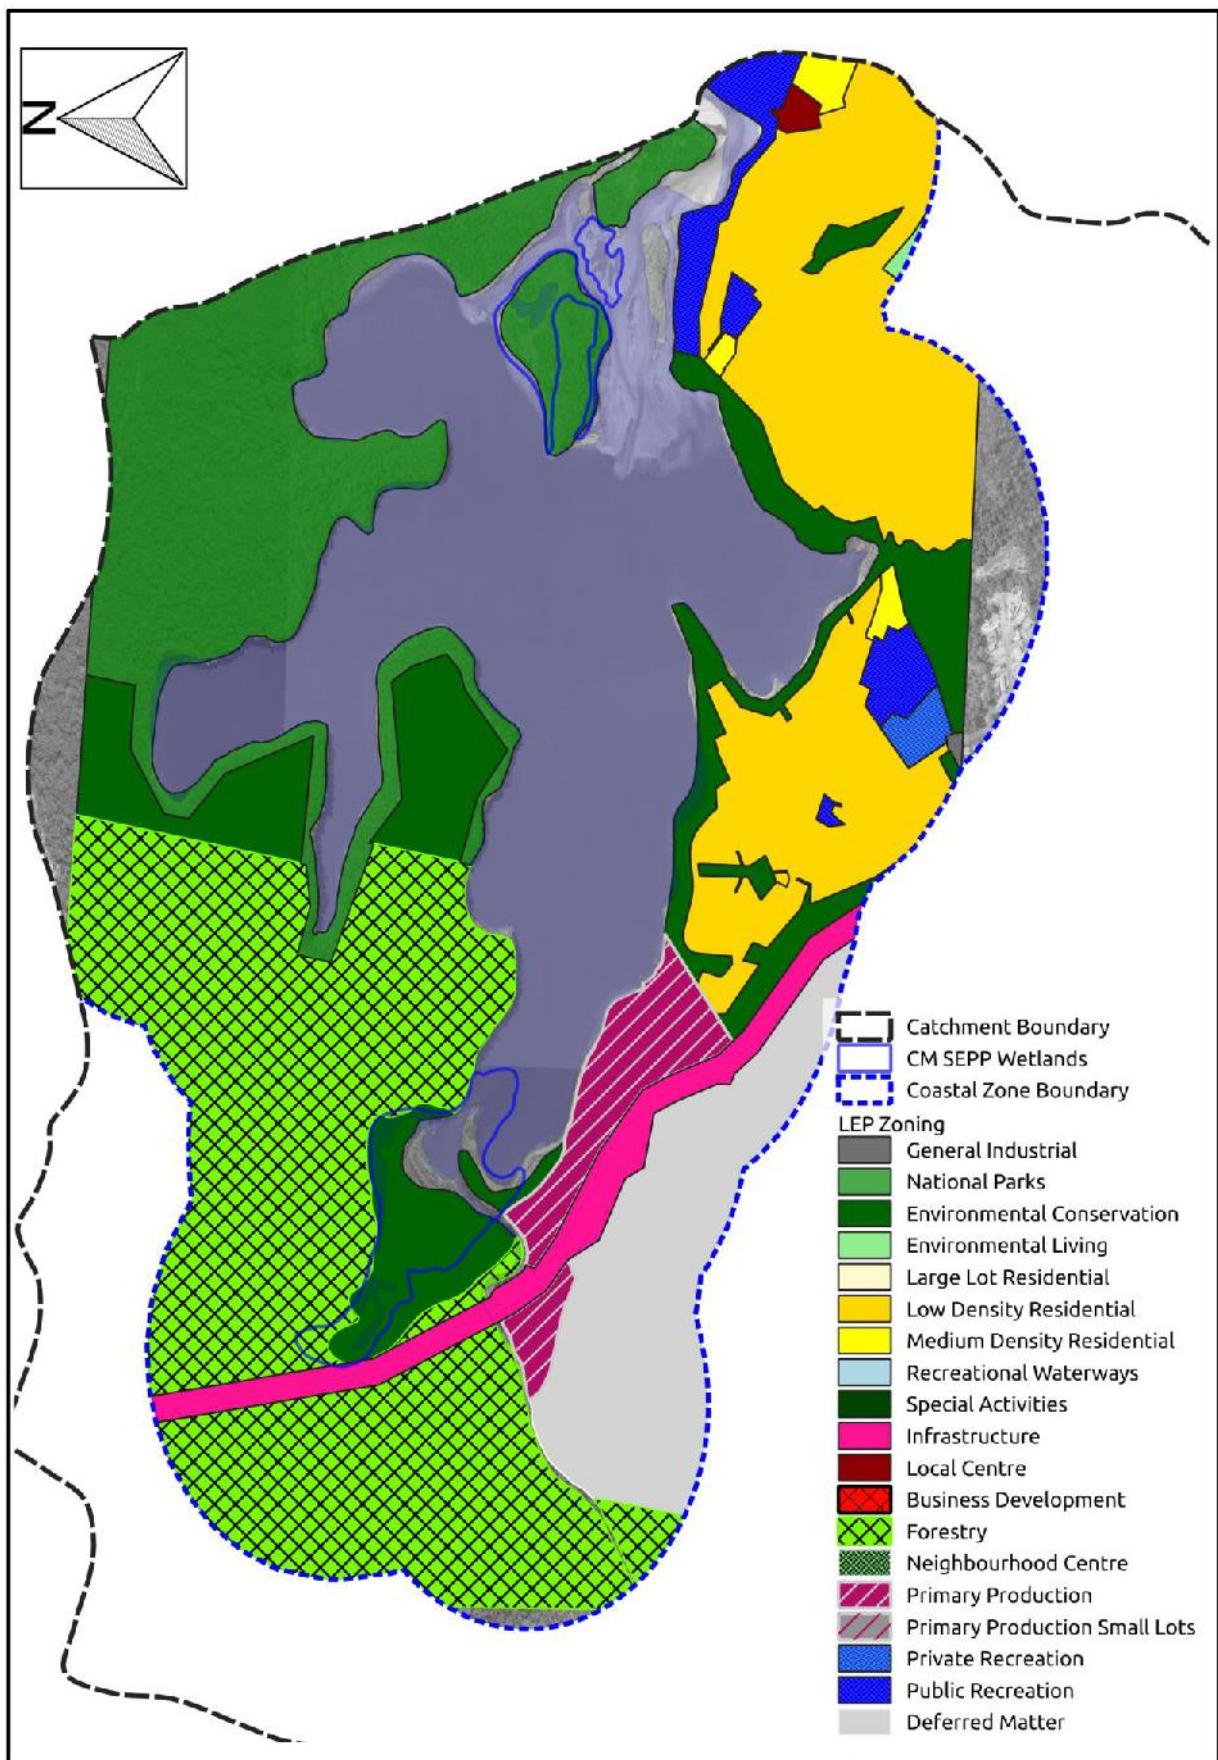 N
Catchment Boundary
CM SEPP Wetlands
Coastal Zone Boundary
LEP Zoning
General Industrial
National Parks
Environmental Conservation
Environmental Living
Large Lot Residential
Low Density Residential
Medium Density Residential
Recreational Waterways
Special Activities
Infrastructure
Local Centre
Business Development
Forestry
Neighbourhood Centre
Primary Production
Primary Production Small Lots
Private Recreation
Public Recreation
Deferred Matter